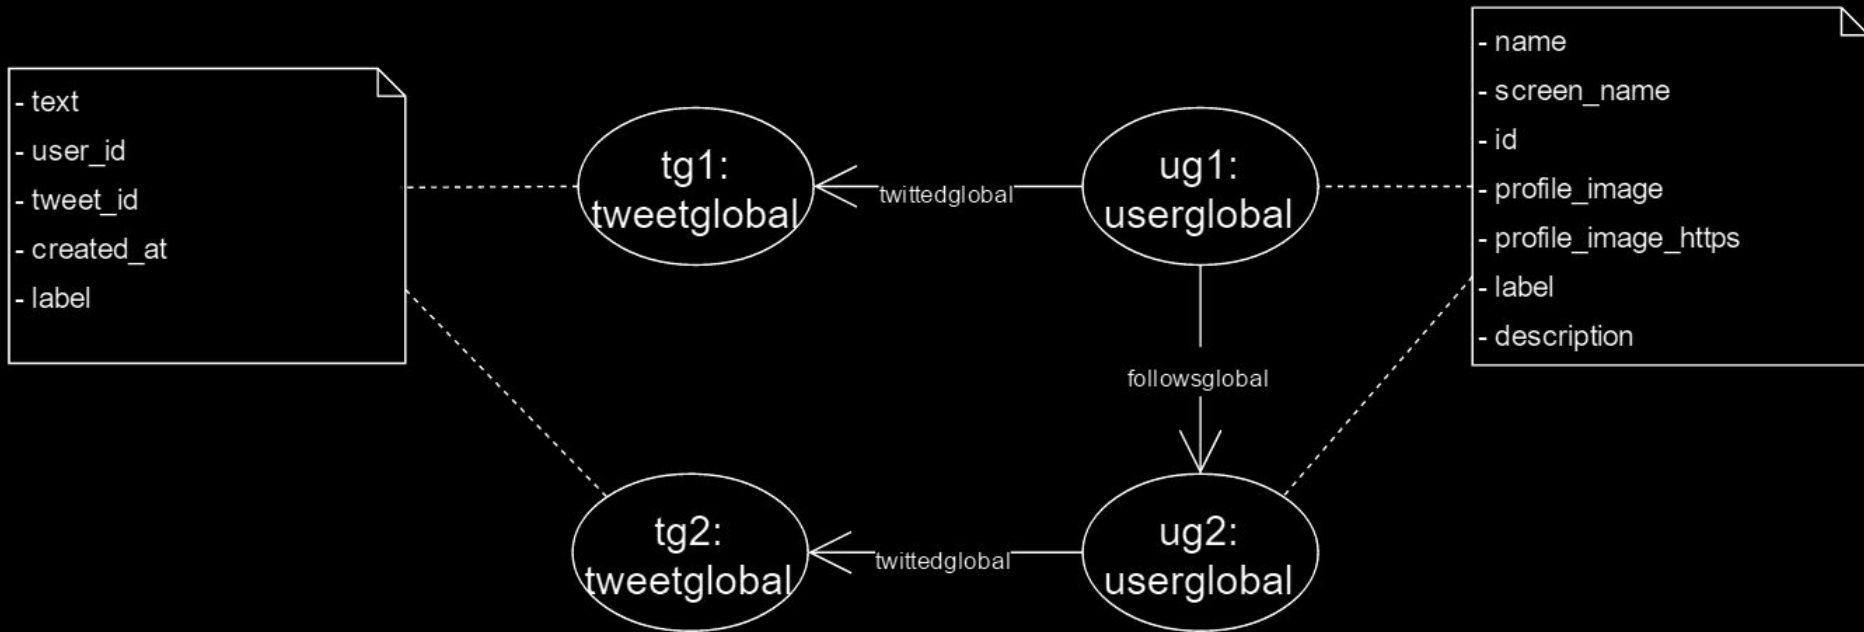 - text
- user_id
- tweet_id
- created_at
- label
tg1:
tweetglobal
twittedglobal
ug1:
userglobal
- name
- screen_name
- id
- profile_image
- profile_image_https
- label
- description
followsglobal
tg2:
tweetglobal
twittedglobal
ug2:
userglobal